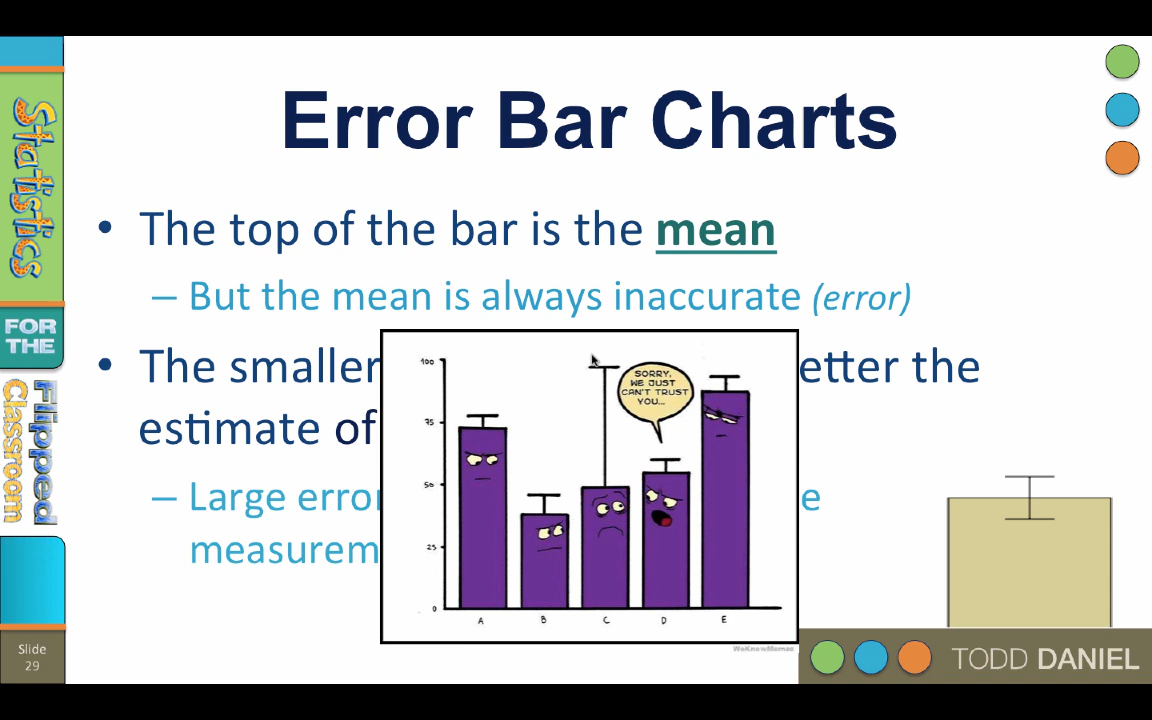 Error Bar Charts
• The top of the bar is the mean
– But the mean is always inaccurate (error)
• The smaller etter the
estimate of
– Large error e
measurem
100
75
50
25
0
A B C D E
SORRY,
WE JUST
CAN'T TRUST
YOU...
WeKnowMemes
Statistics
FOR
THE
Flipped
Classroom
Slide
29
TODD DANIEL